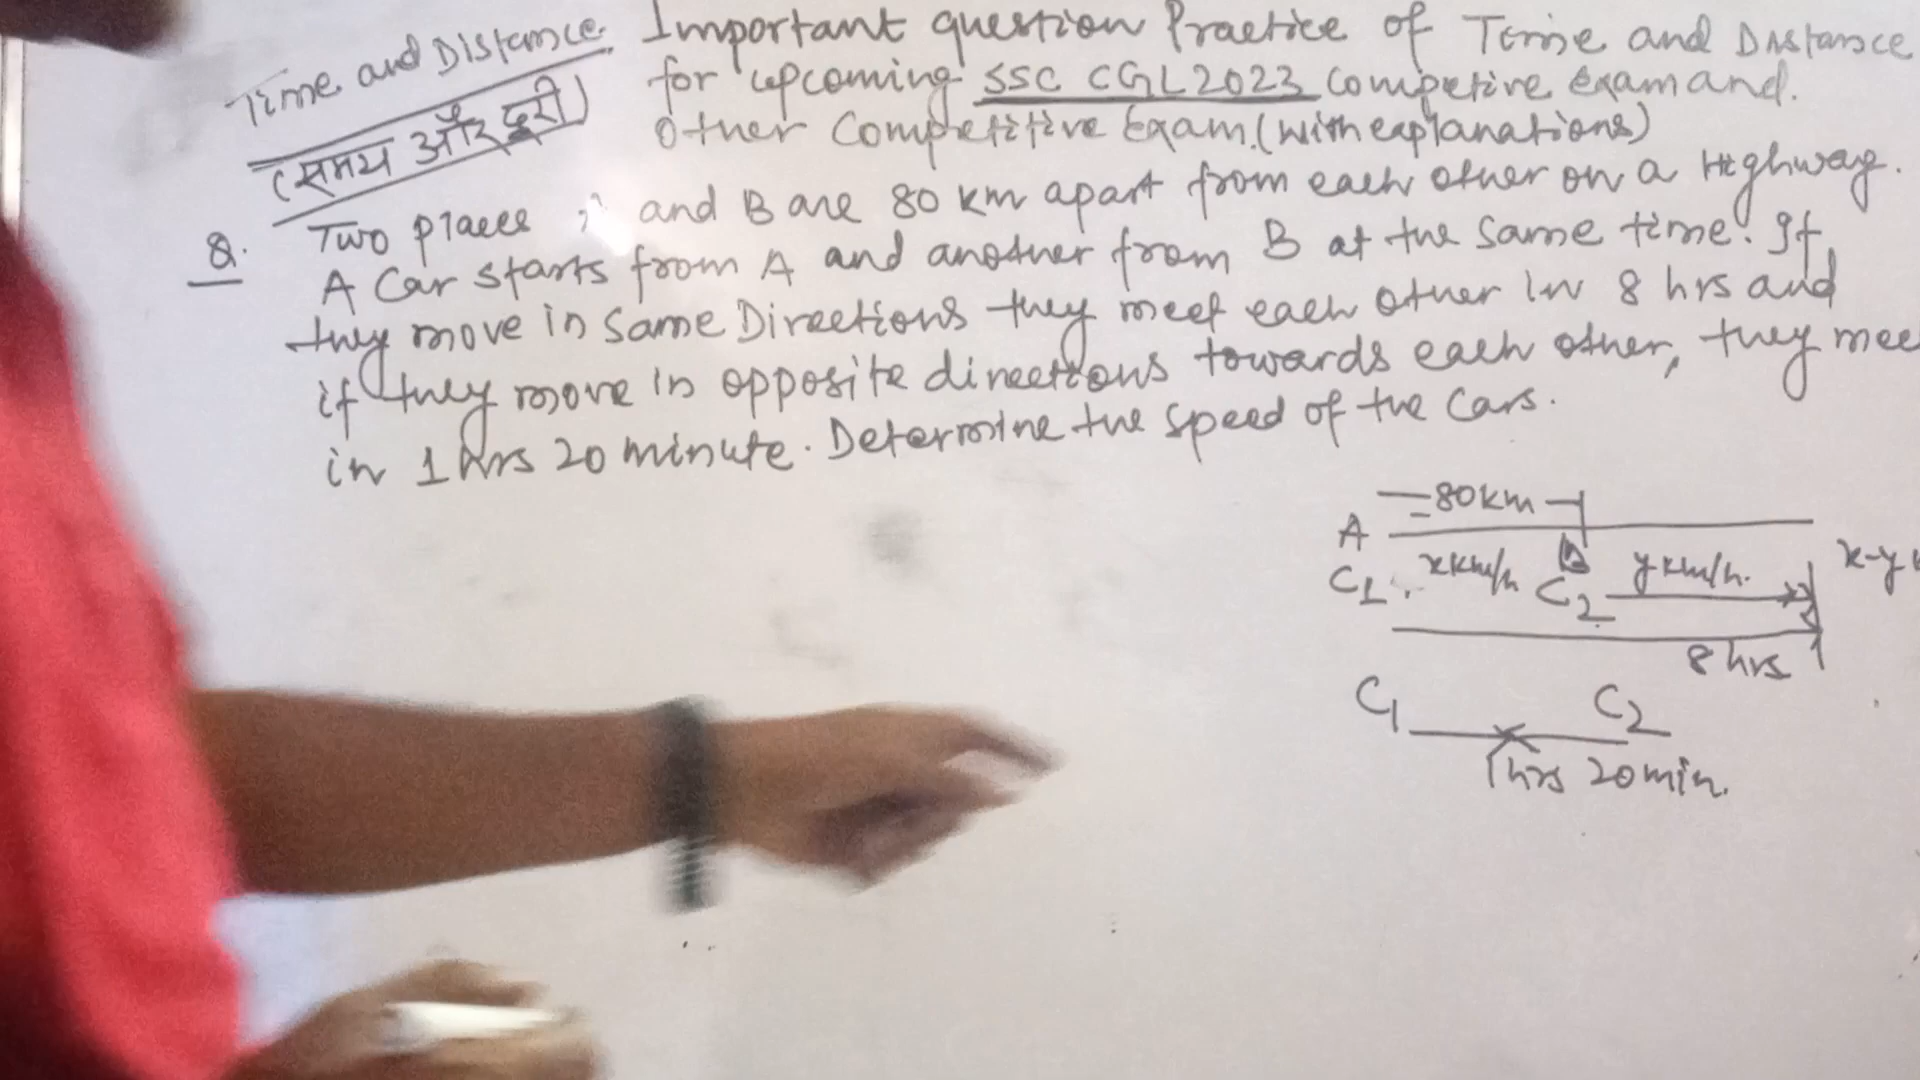 Time and Distance.
(समय और दूरी)
Important question Practice of Time and Distance
for upcoming SSC CGL2023 Competive Exam and.
Other Competitive Exam.(with explanations)
Q. Two places and B are 80 km apart from each other on a Highway.
A Car starts from A and another from B at the same time. If
they move in Same Directions they meet each other in 8 hrs and
if they move in opposite directions towards each other, they mee
in 1 hrs 20 minute. Determine the Speed of the Cars.
80km
A
B
C1 x km/h C2 y km/h. x-y
8 hrs
C1 C2
1 hrs 20 min.